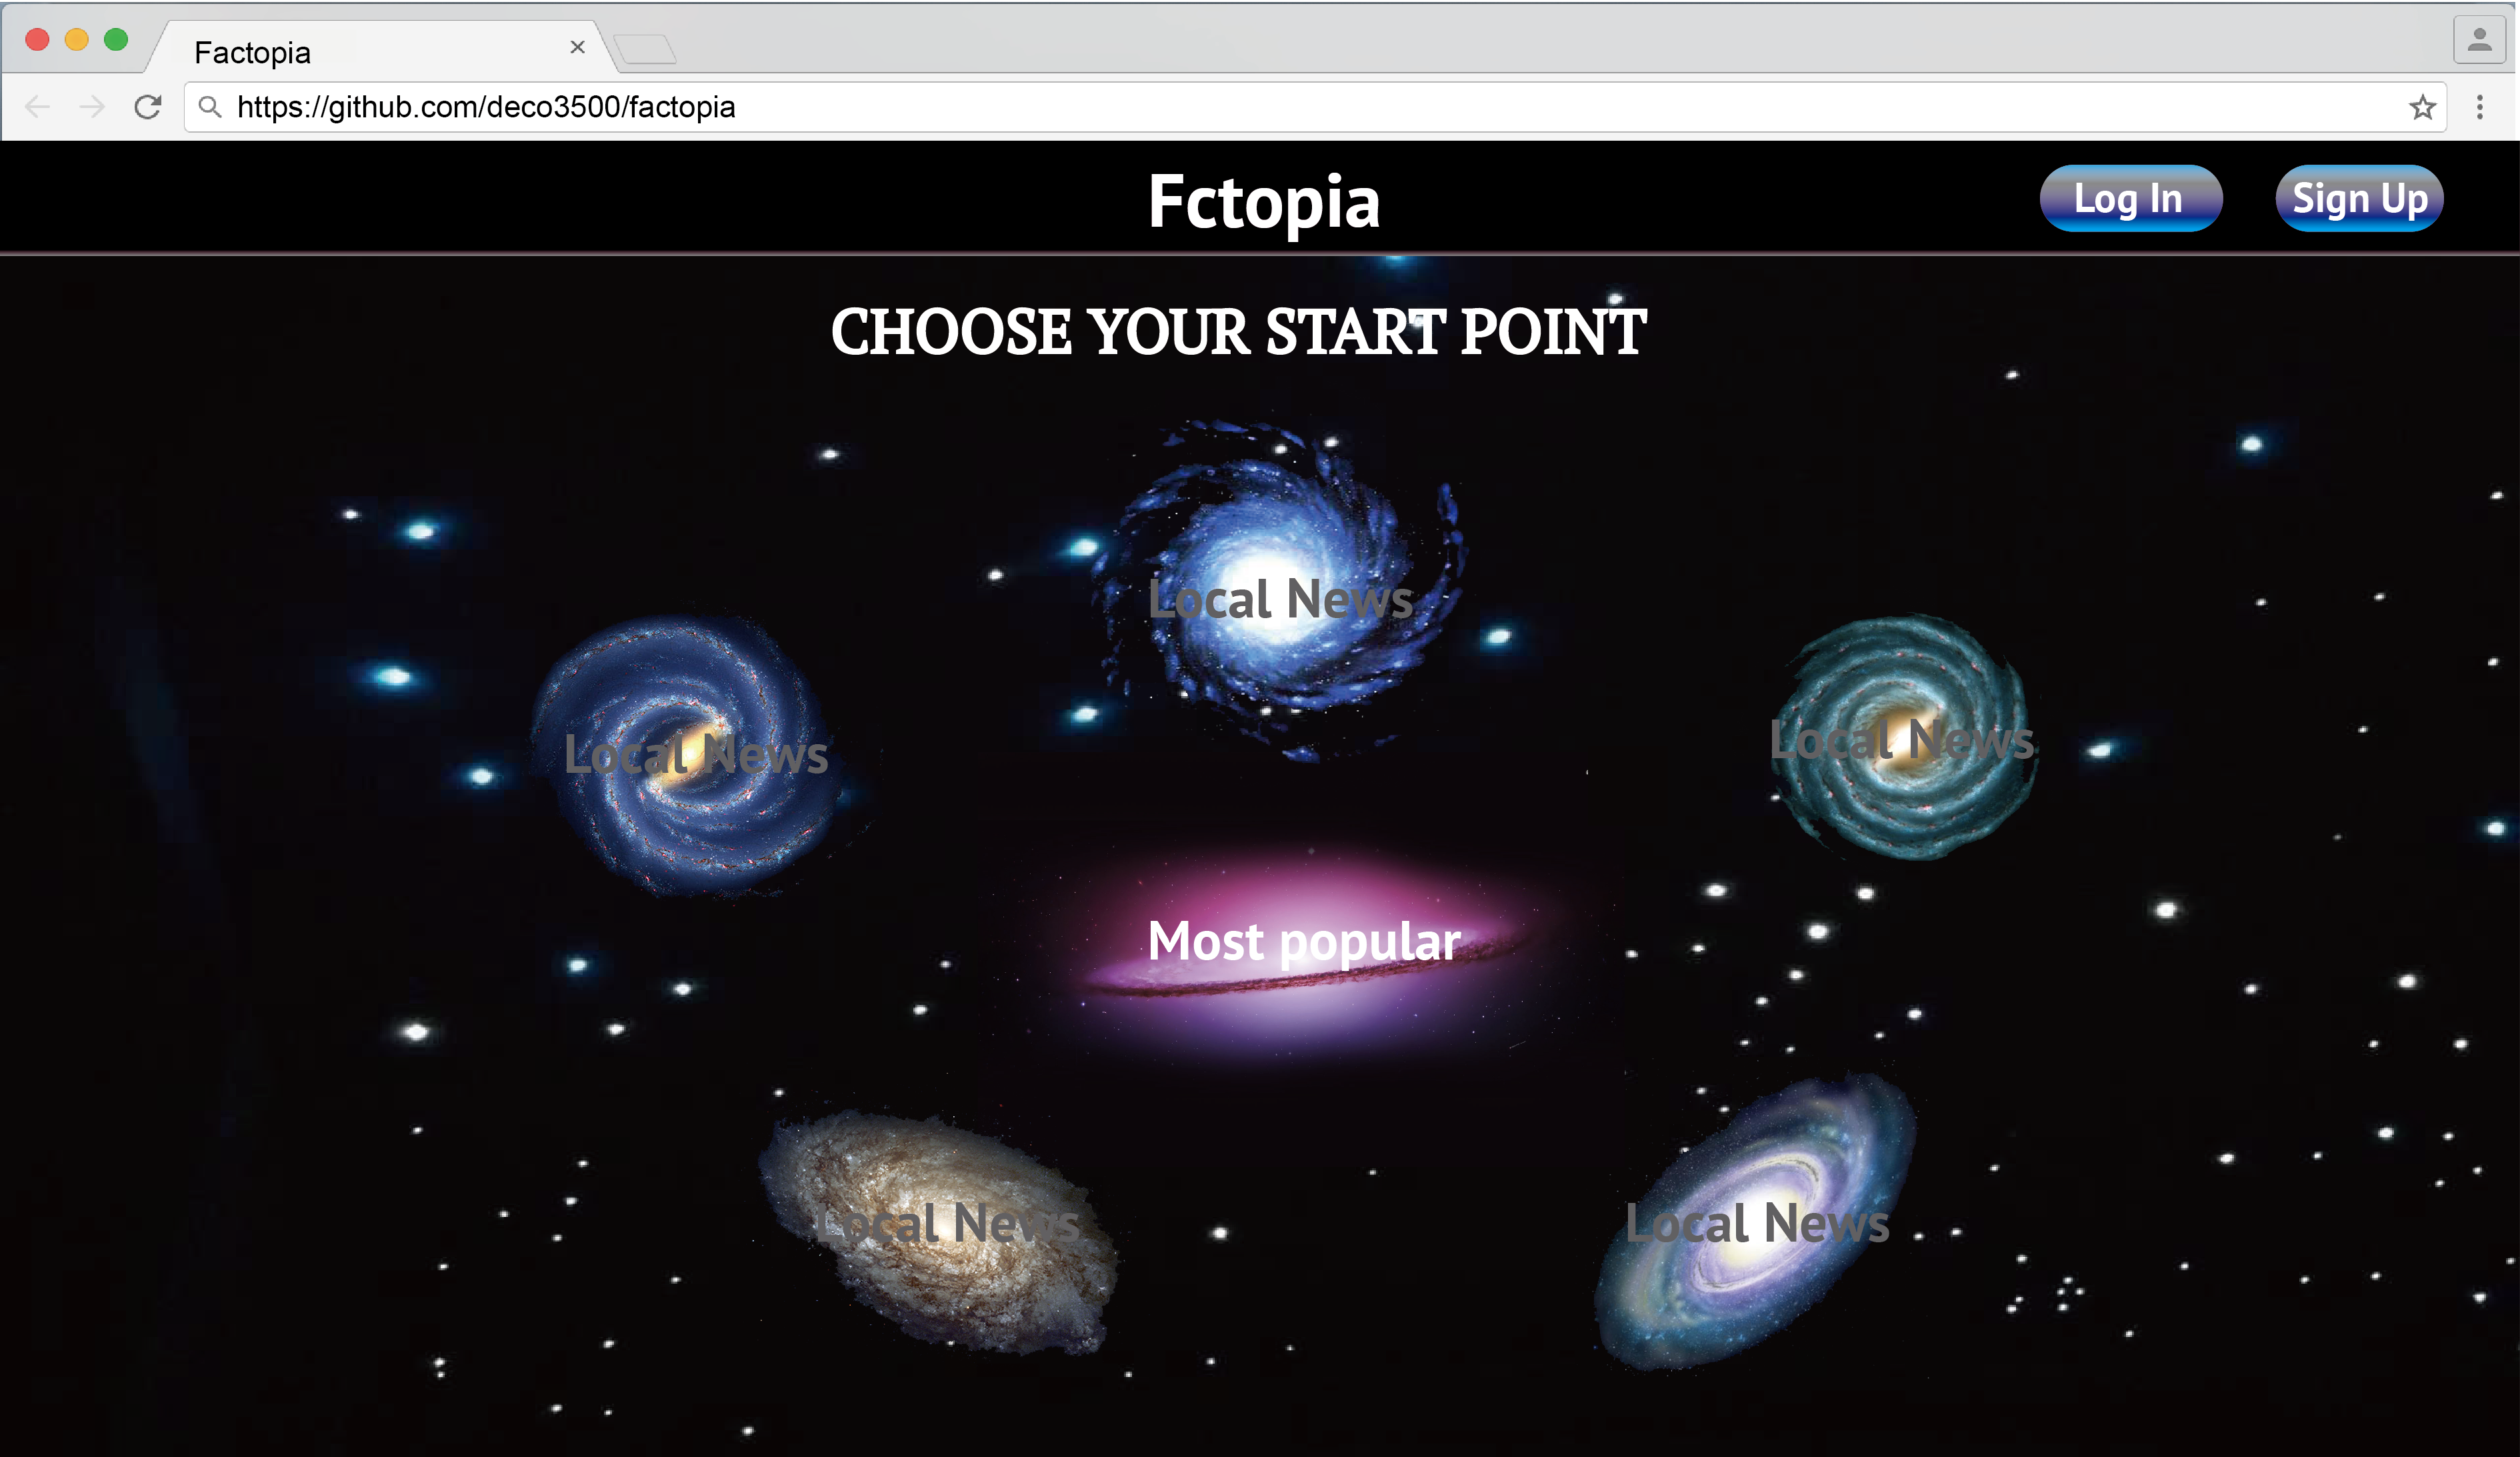 Factopia
https://github.com/deco3500/factopia
Fctopia
Log In
Sign Up
CHOOSE YOUR START POINT
Local News
Local News
Local News
Most popular
Local News
Local News